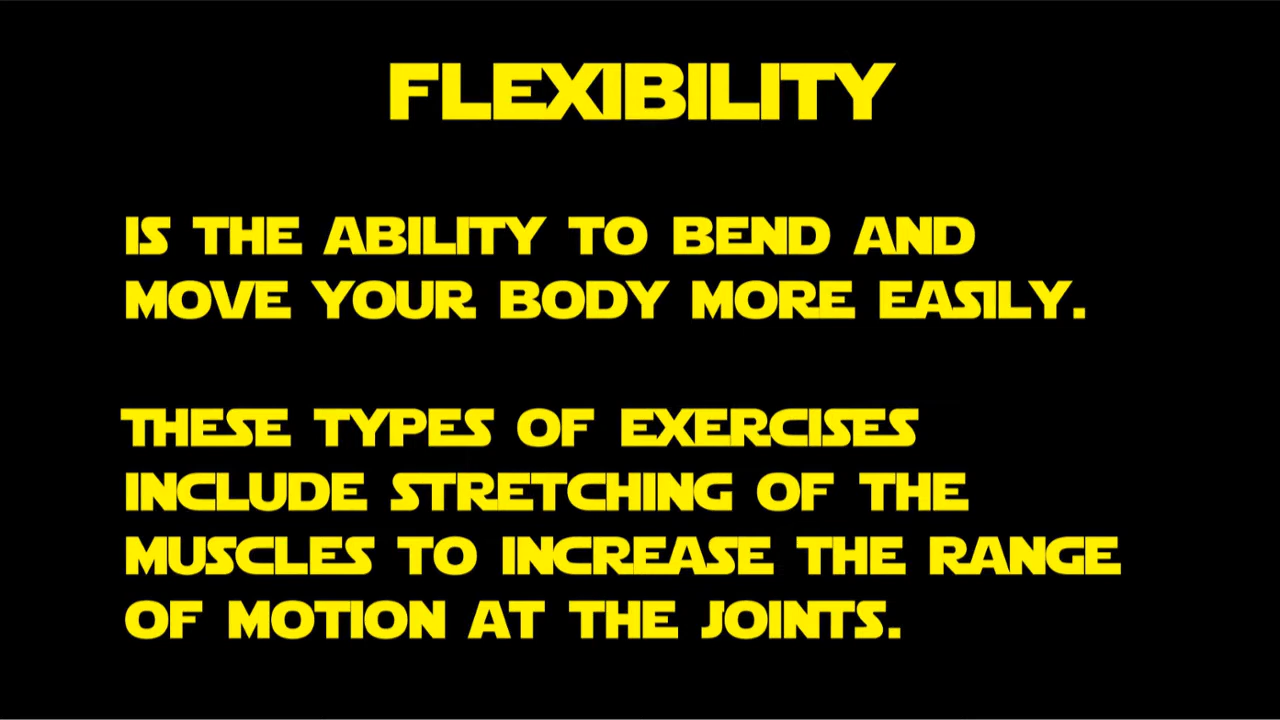 FLEXIBILITY
IS THE ABILITY TO BEND AND
MOVE YOUR BODY MORE EASILY.
THESE TYPES OF EXERCISES
INCLUDE STRETCHING OF THE
MUSCLES TO INCREASE THE RANGE
OF MOTION AT THE JOINTS.